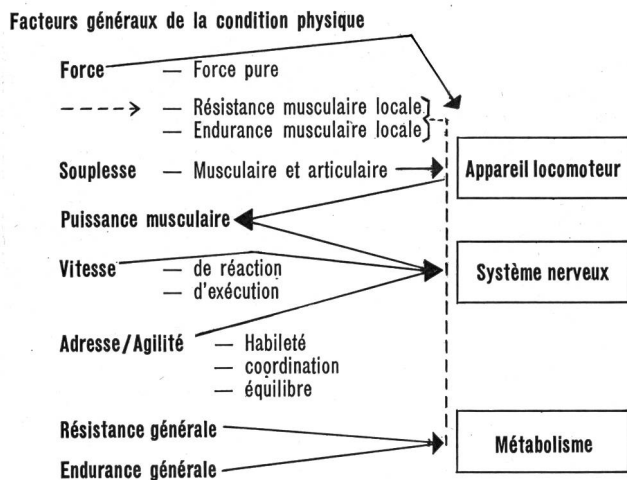 Facteurs généraux de la condition physique
Force — Force pure
— Résistance musculaire locale
— Endurance musculaire locale
Souplesse — Musculaire et articulaire
Appareil locomoteur
Puissance musculaire
Vitesse — de réaction
— d'exécution
Système nerveux
Adresse/Agilité — Habileté
— coordination
— équilibre
Résistance générale
Métabolisme
Endurance générale